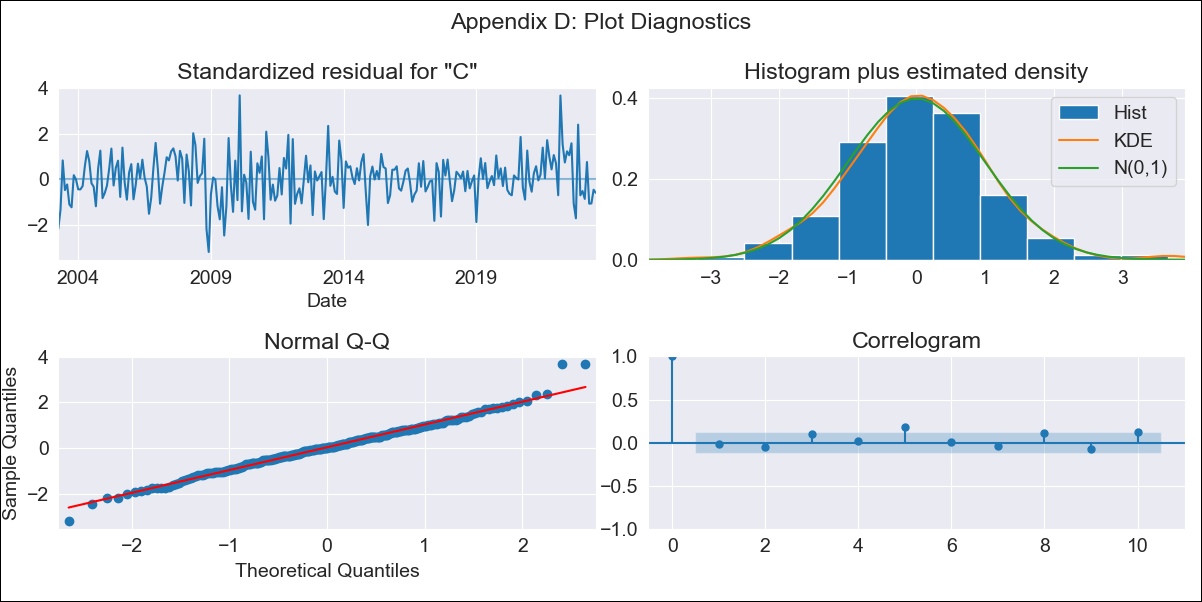 Appendix D: Plot Diagnostics
Standardized residual for "C"
4
2
0
−2
2004 2009 2014 2019
Date
Histogram plus estimated density
0.4
0.2
0.0
−3 −2 −1 0 1 2 3
Hist
KDE
N(0,1)
Normal Q-Q
Sample Quantiles
4
2
0
−2
−2 −1 0 1 2
Theoretical Quantiles
Correlogram
1.0
0.5
0.0
−0.5
−1.0
0 2 4 6 8 10